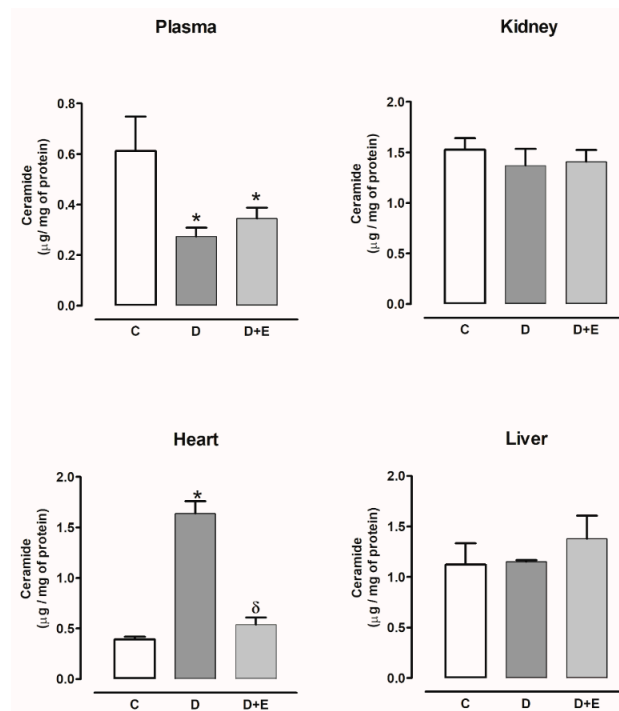 Plasma
Ceramide
(μg/ mg of protein)
0.8
0.6
0.4
0.2
0.0
*
*
C D D+E
Kidney
Ceramide
(μg / mg of protein)
2.0
1.5
1.0
0.5
0.0
C D D+E
Heart
Ceramide
(μg / mg of protein)
2.0
1.5
1.0
0.5
0.0
*
δ
C D D+E
Liver
Ceramide
(μg / mg of protein)
2.0
1.5
1.0
0.5
0.0
C D D+E